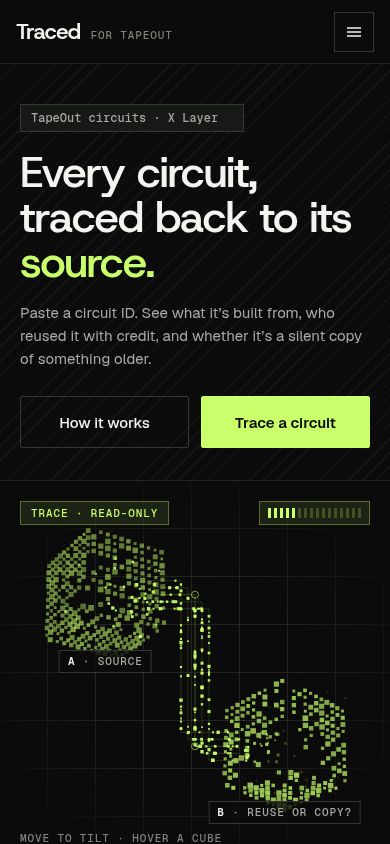 Traced FOR TAPEOUT
TapeOut circuits · X Layer
Every circuit,
traced back to its
source.
Paste a circuit ID. See what it’s built from, who
reused it with credit, and whether it’s a silent copy
of something older.
How it works
Trace a circuit
TRACE · READ-ONLY
A · SOURCE
B · REUSE OR COPY?
MOVE TO TILT · HOVER A CUBE